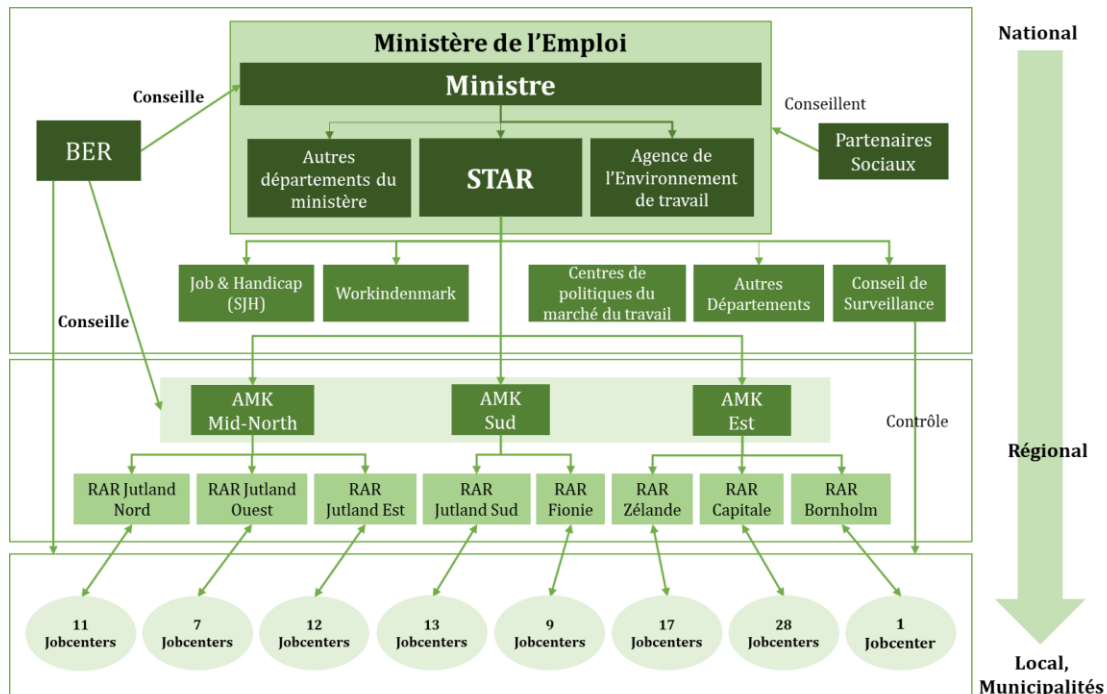 National
Ministère de l'Emploi
Ministre
Conseille
Conseillent
BER
Autres
départements du
ministère
STAR
Agence de
l'Environnement
de travail
Partenaires
Sociaux
Job & Handicap
(SJH)
Workindenmark
Centres de
politiques du
marché du travail
Autres
Départements
Conseil de
Surveillance
Conseille
AMK
Mid-North
AMK
Sud
AMK
Est
Contrôle
Régional
RAR Jutland
Nord
RAR Jutland
Ouest
RAR
Jutland Est
RAR
Jutland Sud
RAR
Fionie
RAR
Zélande
RAR
Capitale
RAR
Bornholm
11
Jobcenters
7
Jobcenters
12
Jobcenters
13
Jobcenters
9
Jobcenters
17
Jobcenters
28
Jobcenters
1
Jobcenter
Local,
Municipalités